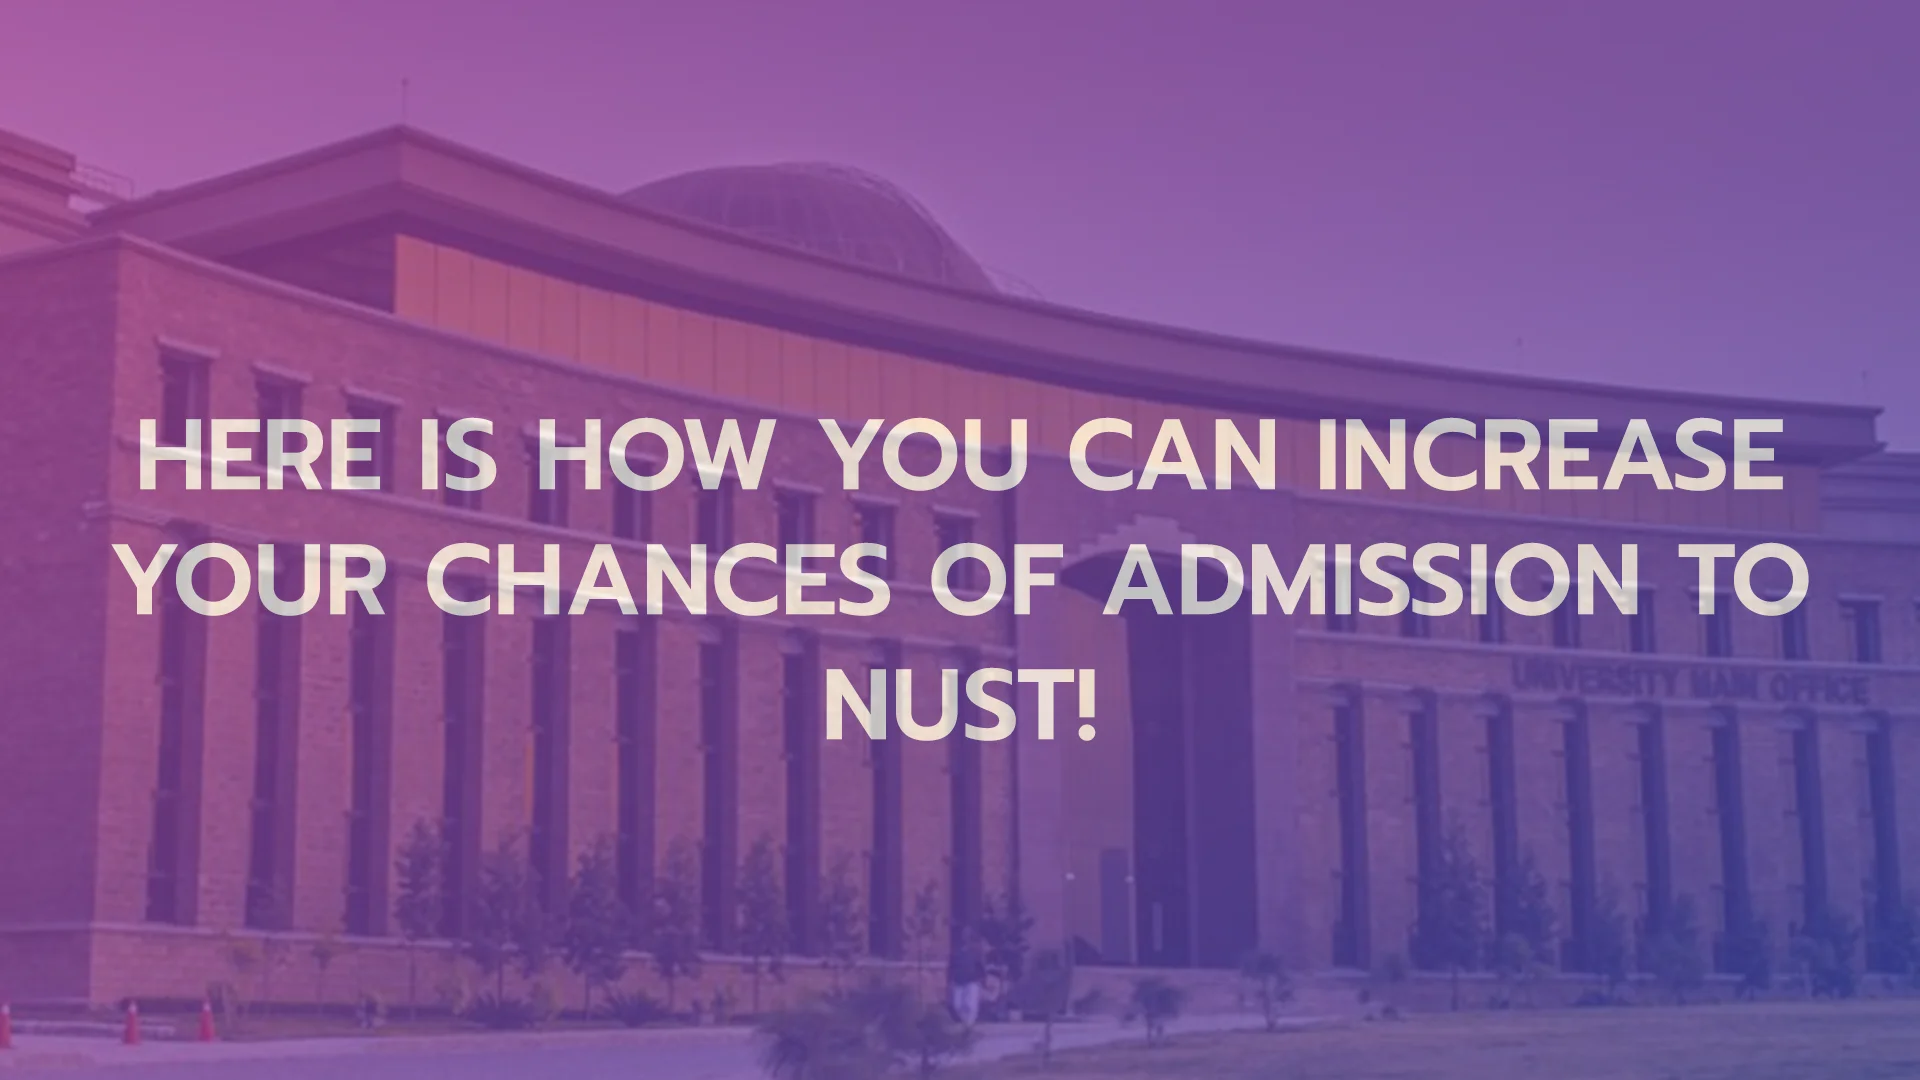 HERE IS HOW YOU CAN INCREASE
YOUR CHANCES OF ADMISSION TO
NUST!
UNIVERSITY MAIN OFFICE